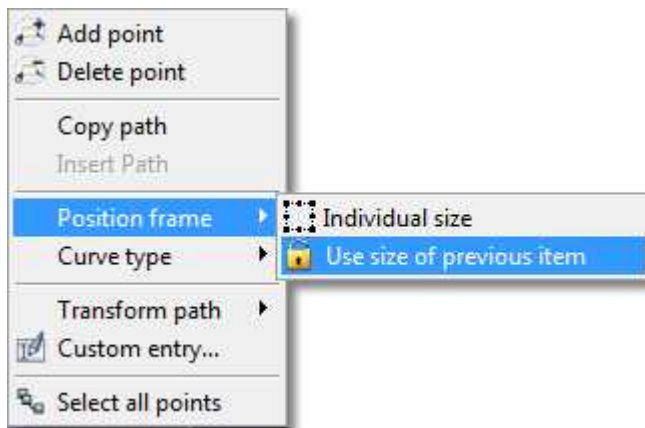 Add point
Delete point
Copy path
Insert Path
Position frame
Individual size
Curve type
Use size of previous item
Transform path
Custom entry...
Select all points